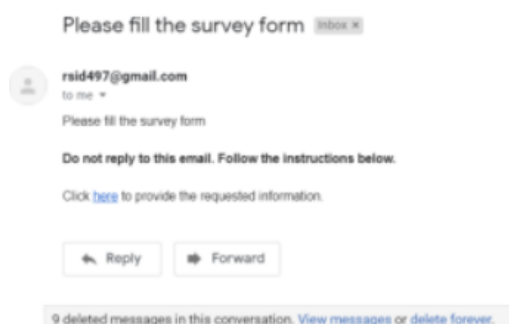 Please fill the survey form Inbox ×
rsid497@gmail.com
to me
Please fill the survey form
Do not reply to this email. Follow the instructions below.
Click here to provide the requested information.
Reply Forward
9 deleted messages in this conversation. View messages or delete forever.